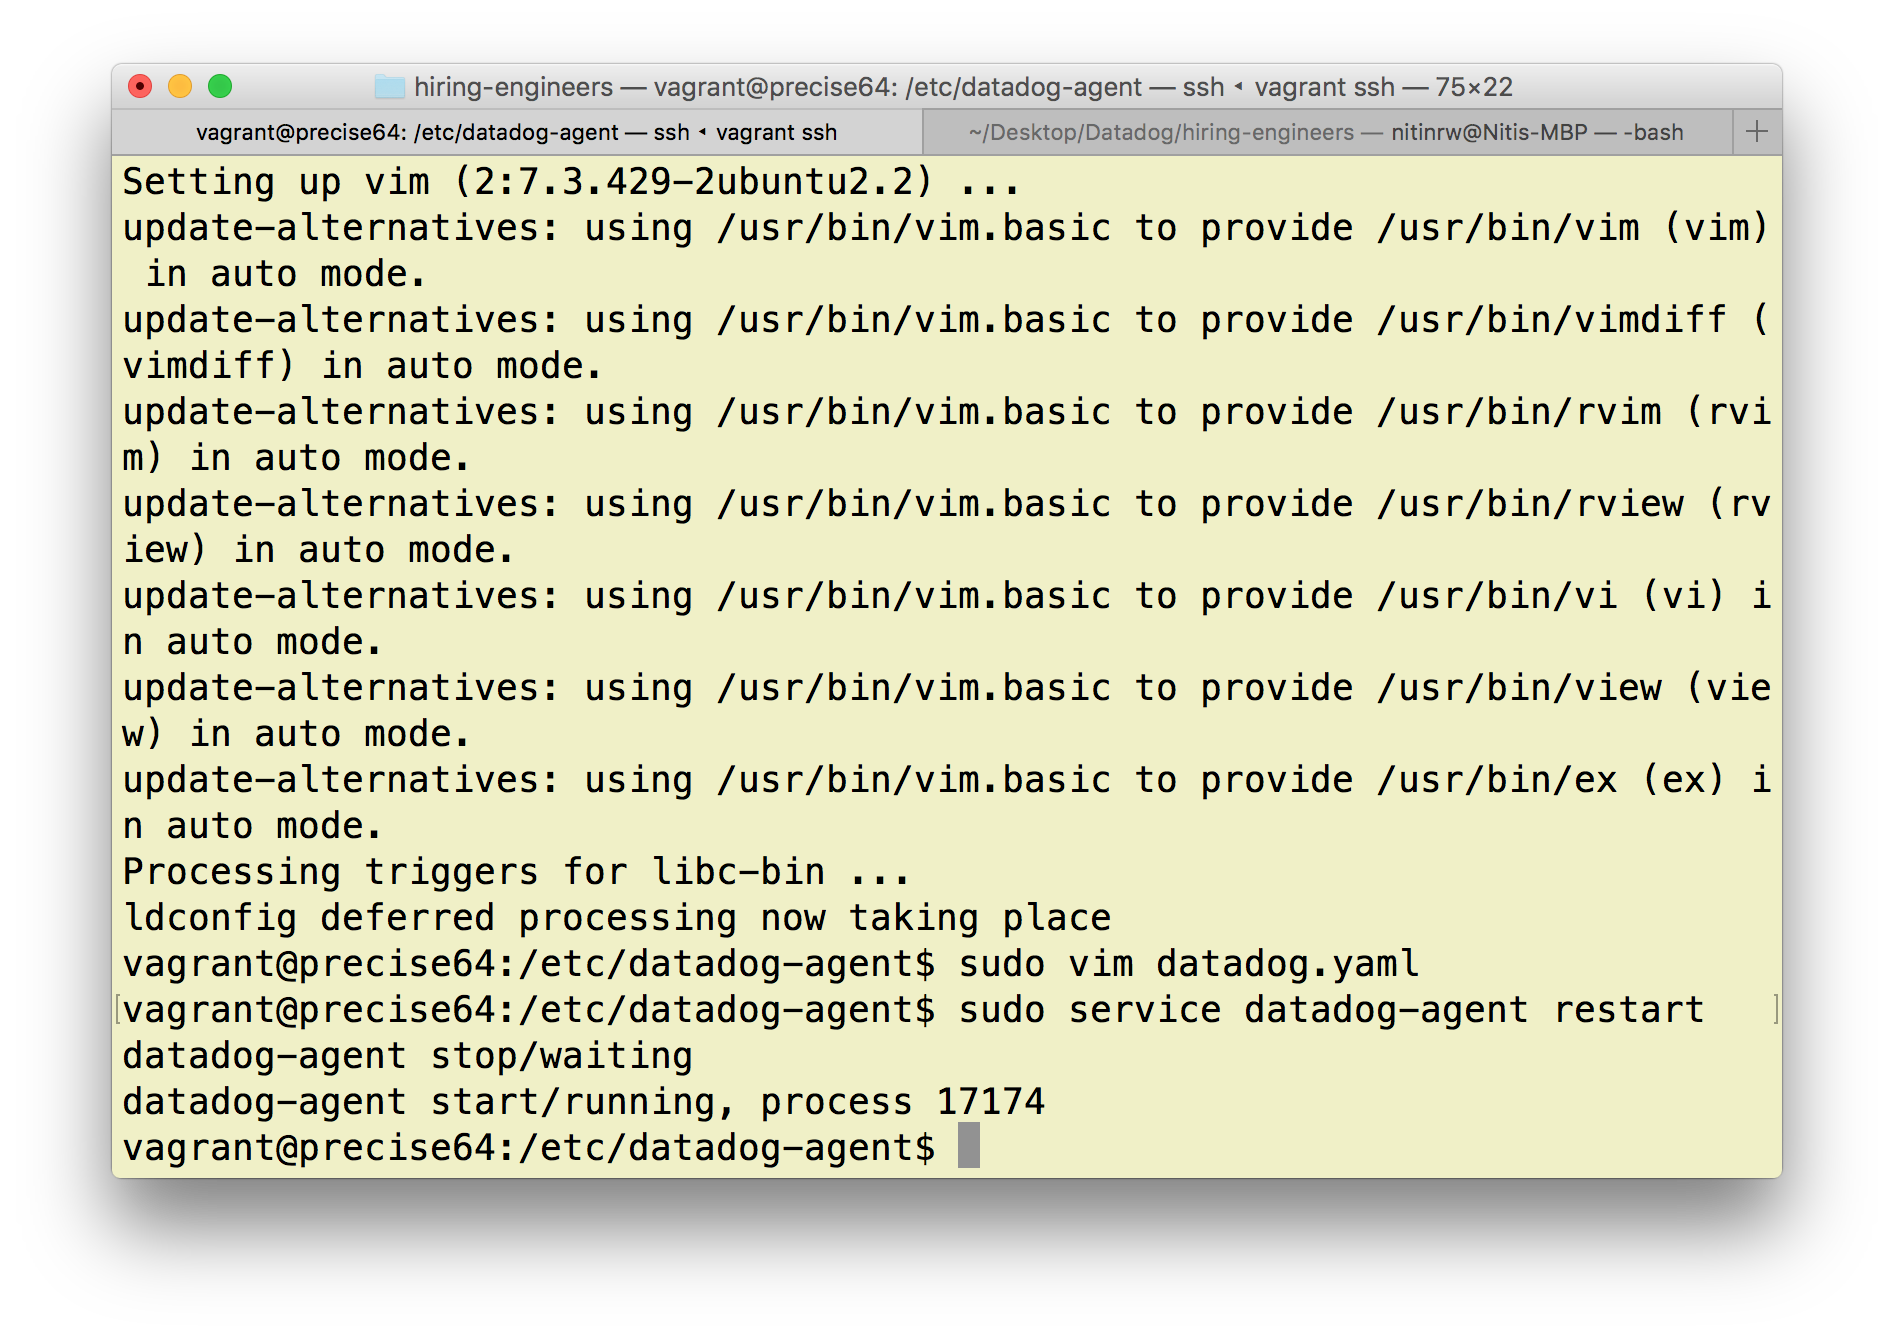 hiring-engineers — vagrant@precise64: /etc/datadog-agent — ssh ◂ vagrant ssh — 75×22
vagrant@precise64: /etc/datadog-agent — ssh ◂ vagrant ssh
~/Desktop/Datadog/hiring-engineers — nitinrw@Nitis-MBP — -bash
Setting up vim (2:7.3.429-2ubuntu2.2) ...
update-alternatives: using /usr/bin/vim.basic to provide /usr/bin/vim (vim)
 in auto mode.
update-alternatives: using /usr/bin/vim.basic to provide /usr/bin/vimdiff (
vimdiff) in auto mode.
update-alternatives: using /usr/bin/vim.basic to provide /usr/bin/rvim (rvi
m) in auto mode.
update-alternatives: using /usr/bin/vim.basic to provide /usr/bin/rview (rv
iew) in auto mode.
update-alternatives: using /usr/bin/vim.basic to provide /usr/bin/vi (vi) i
n auto mode.
update-alternatives: using /usr/bin/vim.basic to provide /usr/bin/view (vie
w) in auto mode.
update-alternatives: using /usr/bin/vim.basic to provide /usr/bin/ex (ex) i
n auto mode.
Processing triggers for libc-bin ...
ldconfig deferred processing now taking place
vagrant@precise64:/etc/datadog-agent$ sudo vim datadog.yaml
[vagrant@precise64:/etc/datadog-agent$ sudo service datadog-agent restart ]
datadog-agent stop/waiting
datadog-agent start/running, process 17174
vagrant@precise64:/etc/datadog-agent$